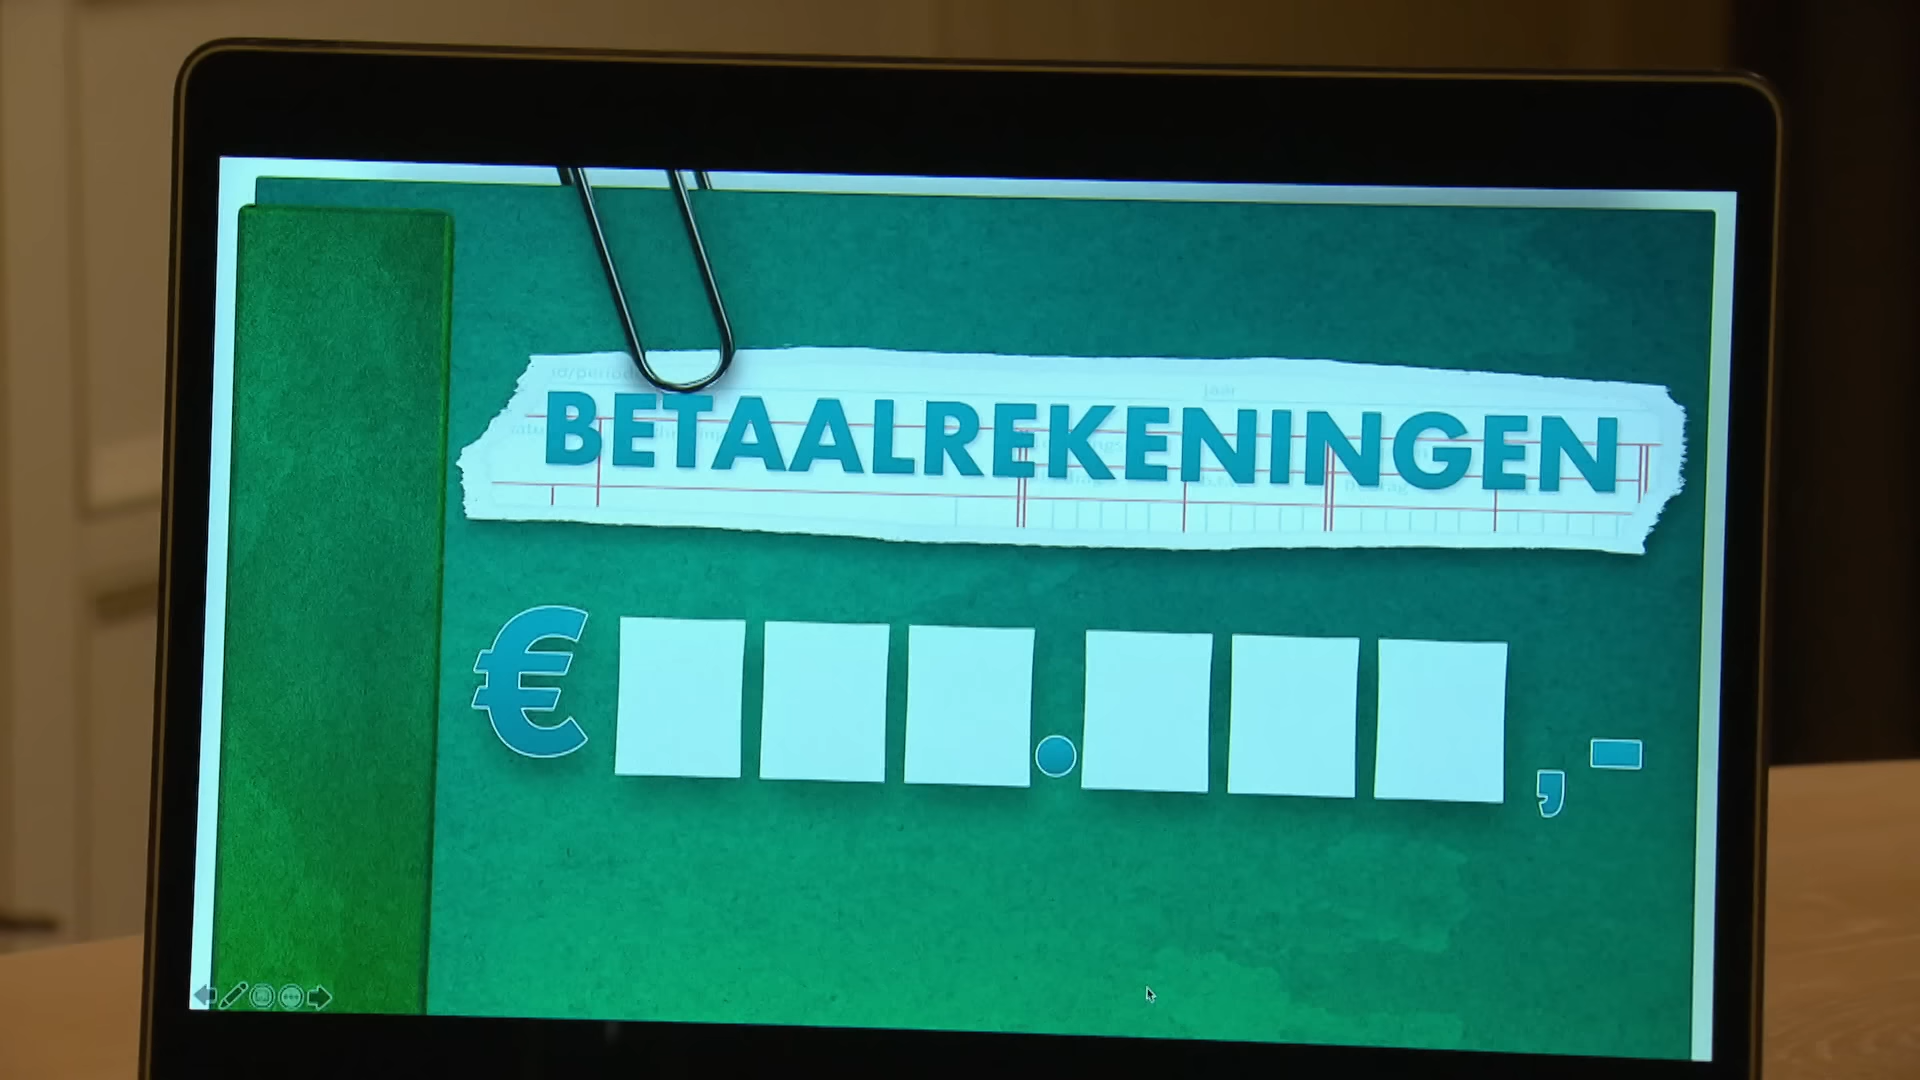 BETAALREKENINGEN
€ . ,-